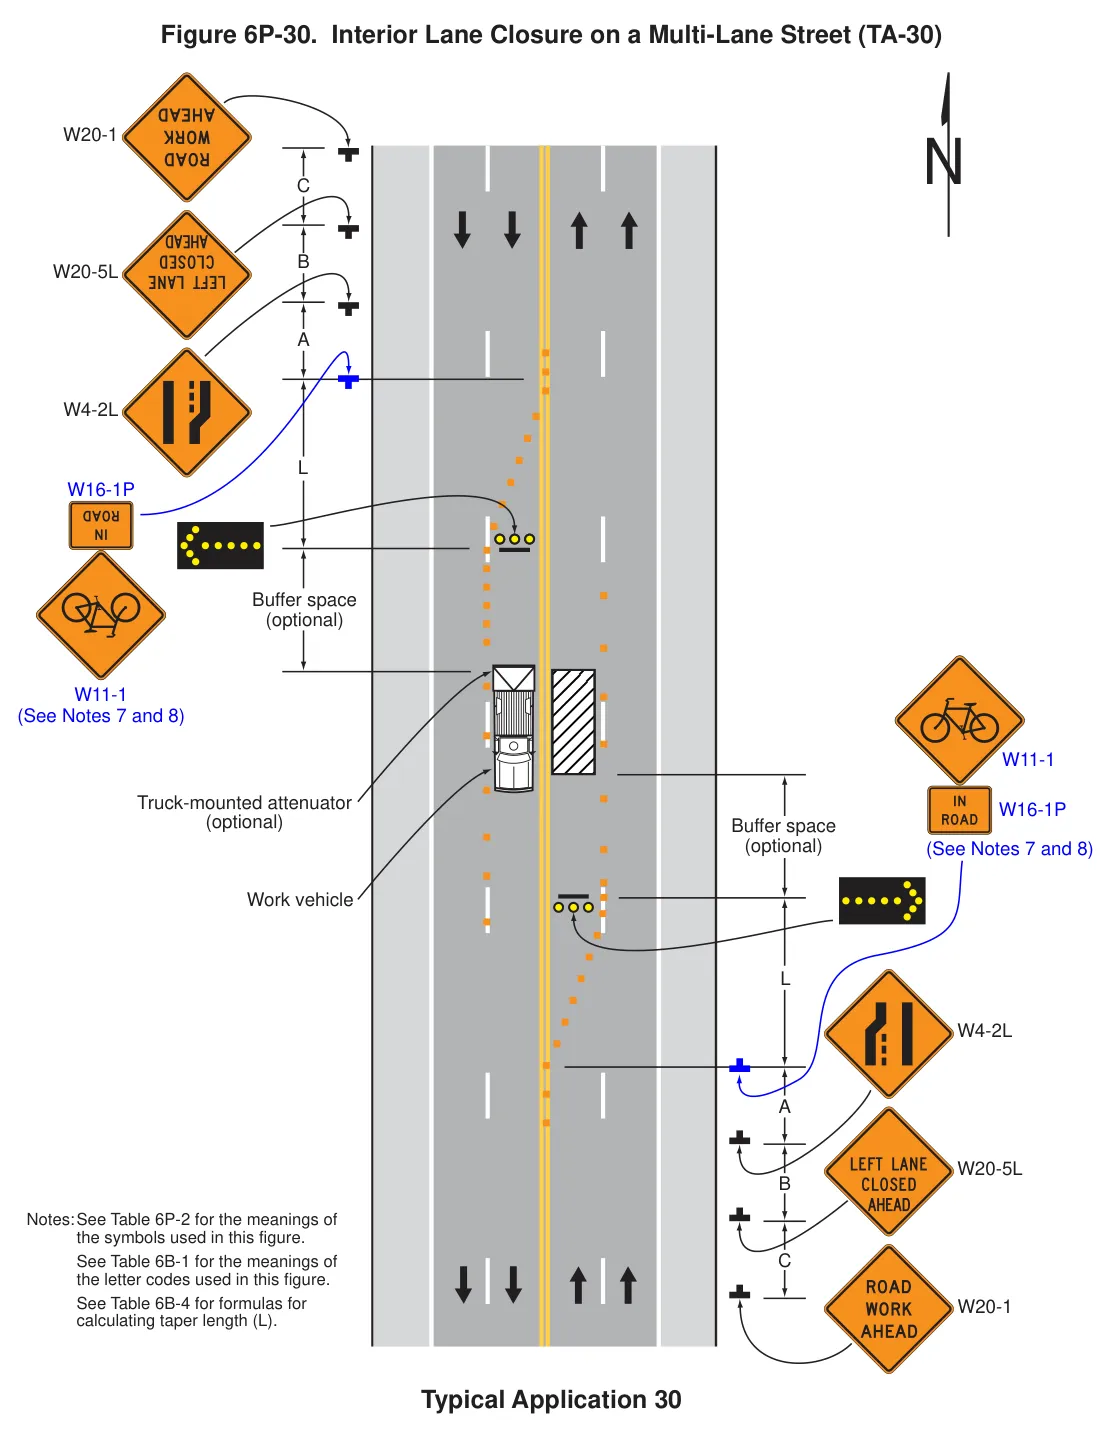 Figure 6P-30.  Interior Lane Closure on a Multi-Lane Street (TA-30)
W20-1
ROAD
WORK
AHEAD
N
C
W20-5L
LEFT LANE
CLOSED
AHEAD
B
A
W4-2L
L
W16-1P
IN
ROAD
Buffer space
(optional)
W11-1
(See Notes 7 and 8)
W11-1
IN
ROAD
W16-1P
(See Notes 7 and 8)
Truck-mounted attenuator
(optional)
Buffer space
(optional)
Work vehicle
L
W4-2L
A
LEFT LANE
CLOSED
AHEAD
W20-5L
B
C
ROAD
WORK
AHEAD
W20-1
Notes: See Table 6P-2 for the meanings of
the symbols used in this figure.
See Table 6B-1 for the meanings of
the letter codes used in this figure.
See Table 6B-4 for formulas for
calculating taper length (L).
Typical Application 30